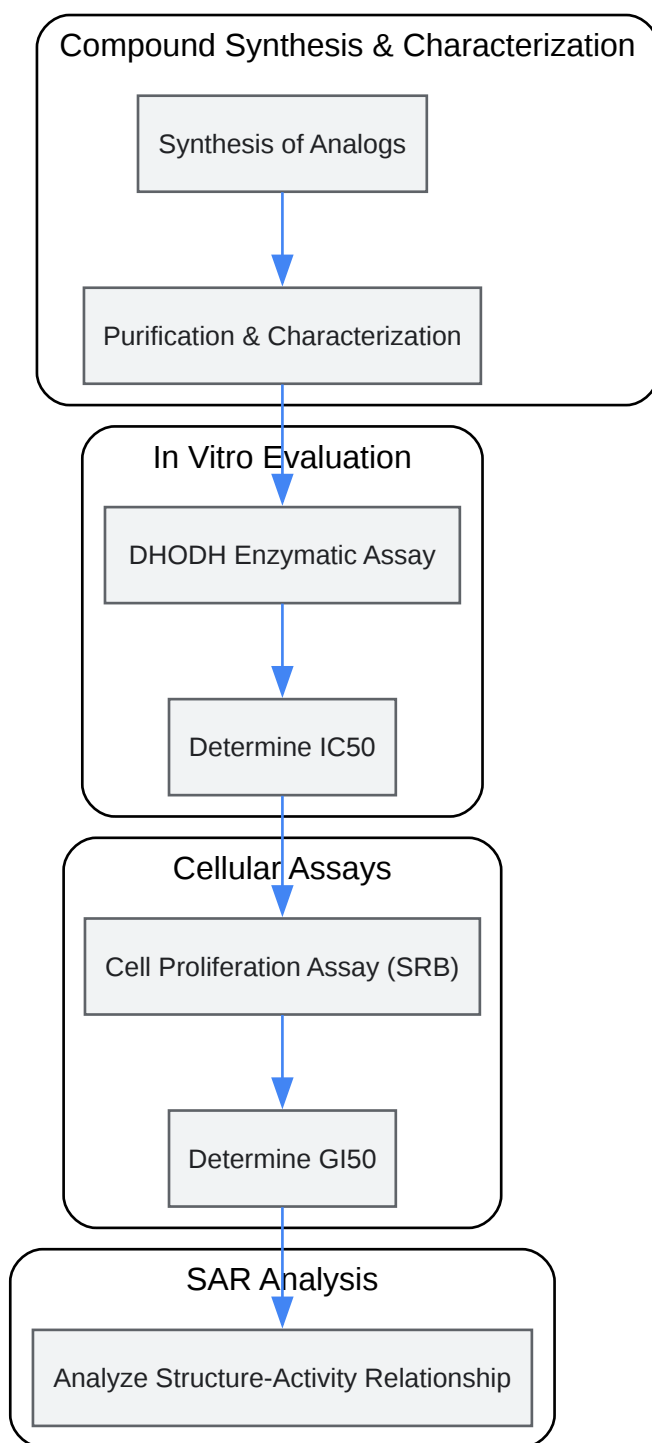 Compound Synthesis & Characterization
Synthesis of Analogs
Purification & Characterization
In Vitro Evaluation
DHODH Enzymatic Assay
Determine IC50
Cellular Assays
Cell Proliferation Assay (SRB)
Determine GI50
SAR Analysis
Analyze Structure-Activity Relationship